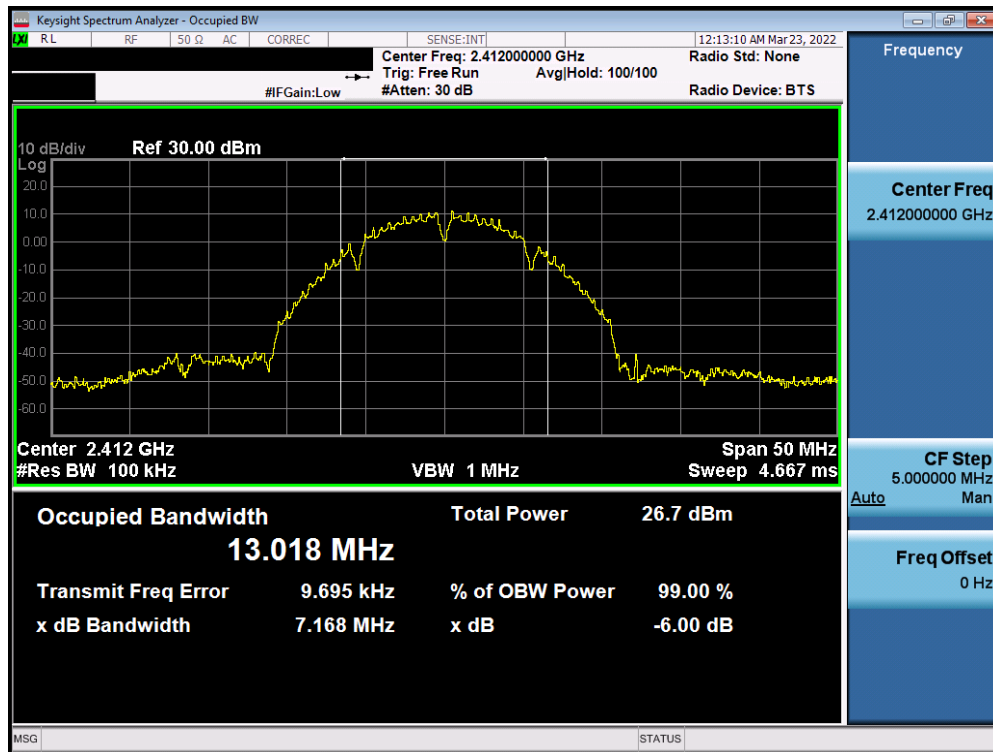 Keysight Spectrum Analyzer - Occupied BW
LXI RL RF 50 Ω AC CORREC SENSE:INT 12:13:10 AM Mar 23, 2022
Center Freq: 2.412000000 GHz Radio Std: None
Trig: Free Run Avg|Hold: 100/100
#IFGain:Low #Atten: 30 dB Radio Device: BTS
10 dB/div Ref 30.00 dBm
Log
20.0
10.0
0.00
-10.0
-20.0
-30.0
-40.0
-50.0
-60.0
Center 2.412 GHz Span 50 MHz
#Res BW 100 kHz VBW 1 MHz Sweep 4.667 ms
Occupied Bandwidth Total Power 26.7 dBm
13.018 MHz
Transmit Freq Error 9.695 kHz % of OBW Power 99.00 %
x dB Bandwidth 7.168 MHz x dB -6.00 dB
Frequency
Center Freq
2.412000000 GHz
CF Step
5.000000 MHz
Auto Man
Freq Offset
0 Hz
MSG STATUS